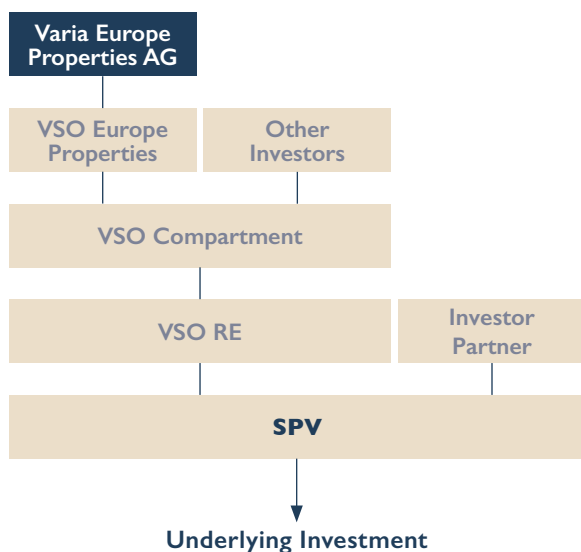 Varia Europe
Properties AG
VSO Europe
Properties
Other
Investors
VSO Compartment
VSO RE
Investor
Partner
SPV
Underlying Investment